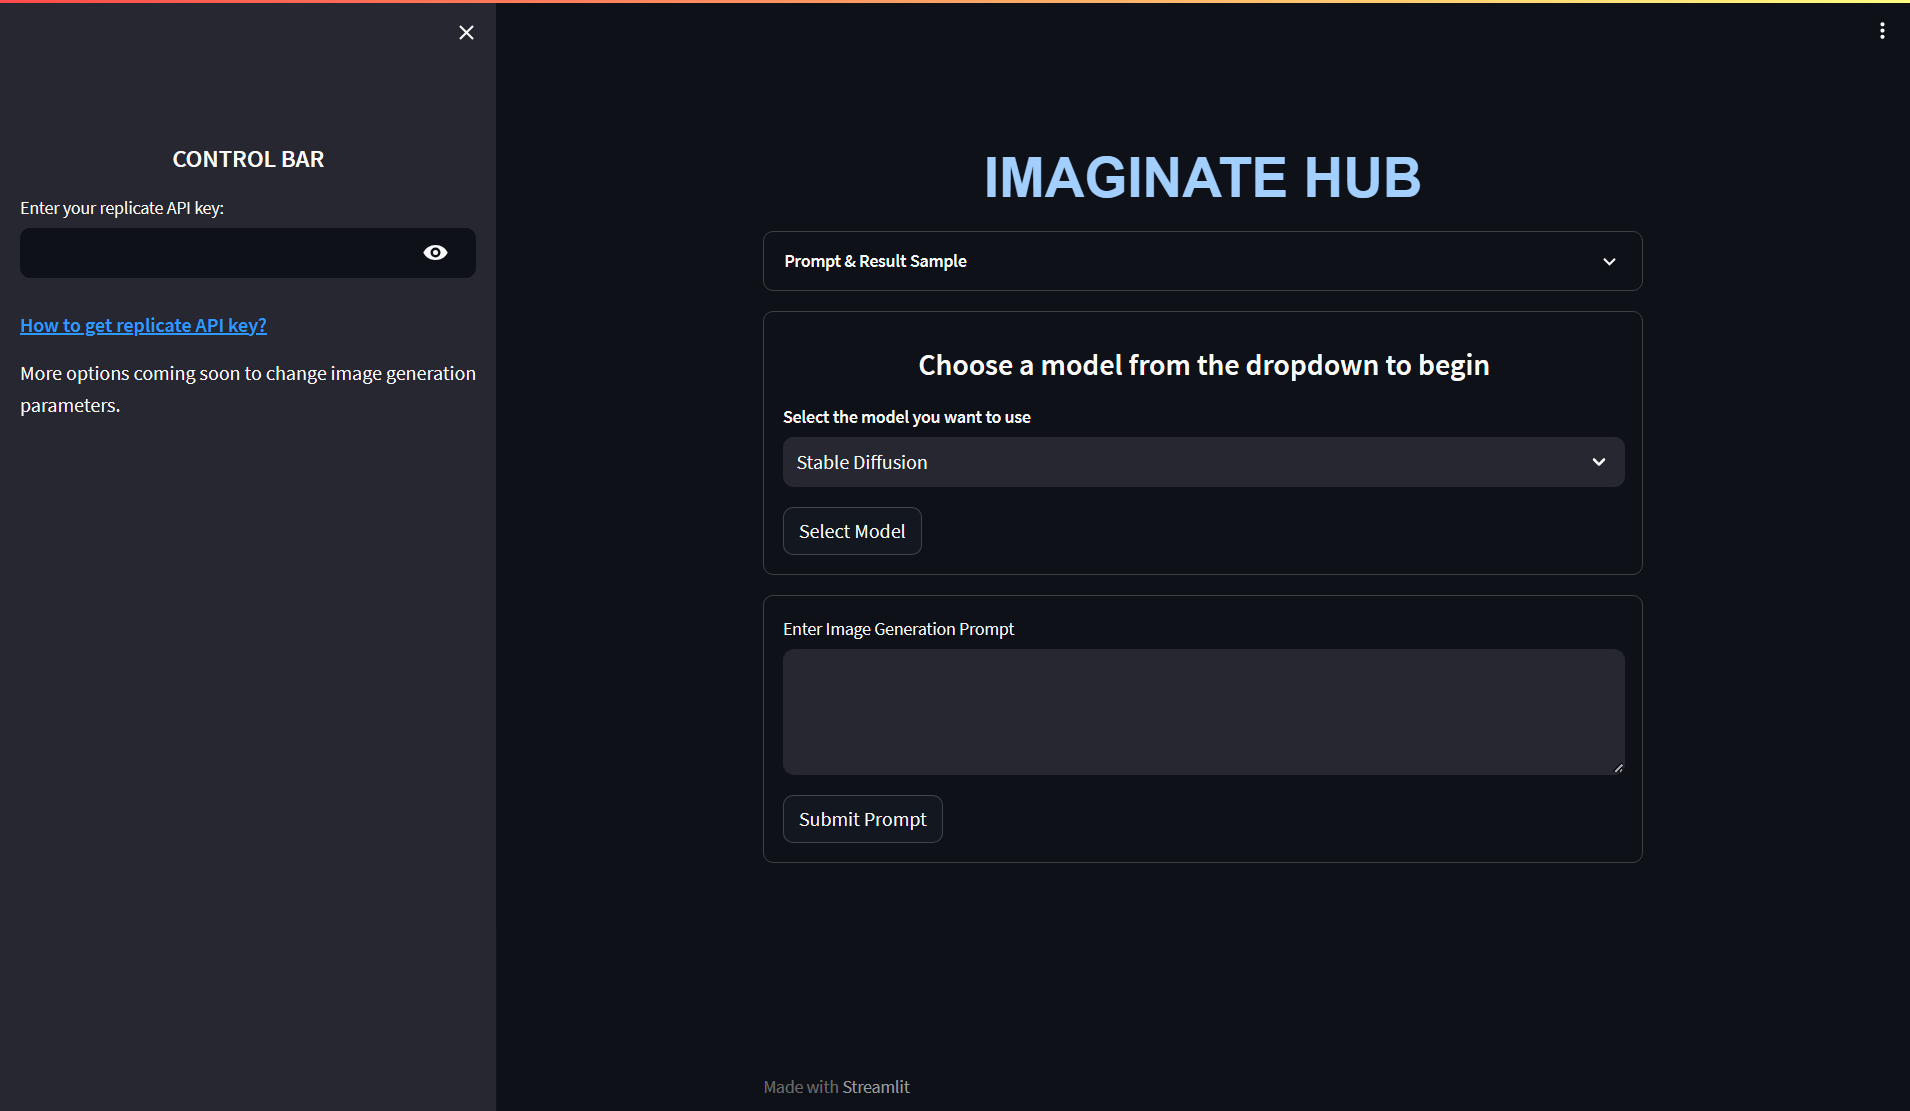 CONTROL BAR
Enter your replicate API key:
How to get replicate API key?
More options coming soon to change image generation
parameters.
IMAGINATE HUB
Prompt & Result Sample
Choose a model from the dropdown to begin
Select the model you want to use
Stable Diffusion
Select Model
Enter Image Generation Prompt
Submit Prompt
Made with Streamlit